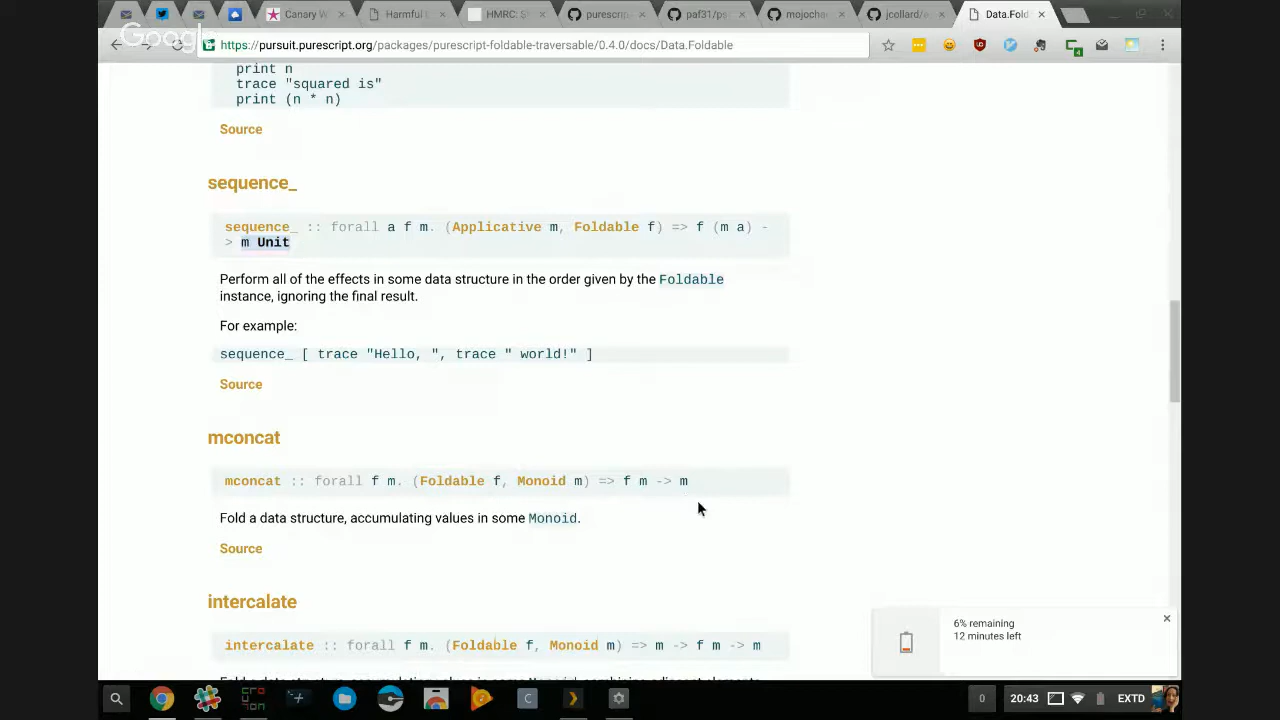 Canary W
Harmful t
HMRC: S
purescrip
paf31/ps
mojochar
jcollard/e
Data.Fold
Google
https://pursuit.purescript.org/packages/purescript-foldable-traversable/0.4.0/docs/Data.Foldable
print n
trace "squared is"
print (n * n)
Source
sequence_
sequence_ :: forall a f m. (Applicative m, Foldable f) => f (m a) -
> m Unit
Perform all of the effects in some data structure in the order given by the Foldable
instance, ignoring the final result.
For example:
sequence_ [ trace "Hello, ", trace " world!" ]
Source
mconcat
mconcat :: forall f m. (Foldable f, Monoid m) => f m -> m
Fold a data structure, accumulating values in some Monoid.
Source
intercalate
intercalate :: forall f m. (Foldable f, Monoid m) => m -> f m -> m
6% remaining
12 minutes left
0
20:43
EXTD